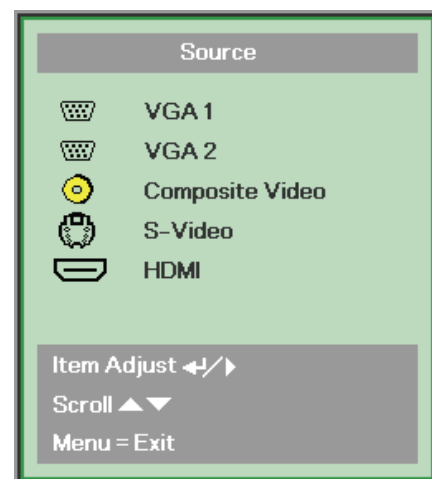 Source
VGA 1
VGA 2
Composite Video
S-Video
HDMI
Item Adjust ↵/▶
Scroll ▲▼
Menu = Exit